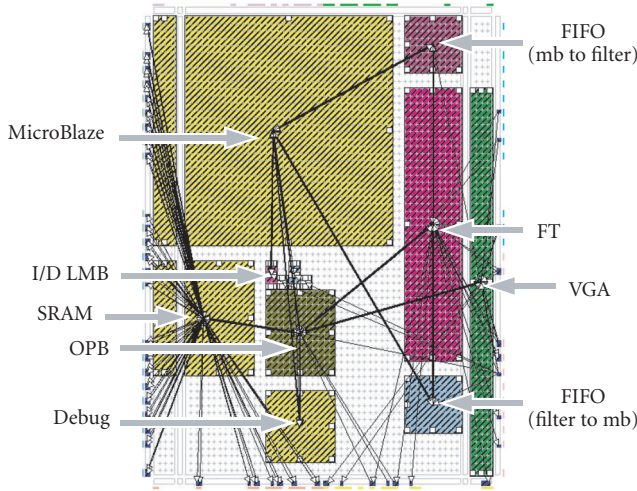 FIFO
(mb to filter)
MicroBlaze
FT
I/D LMB
VGA
SRAM
OPB
FIFO
(filter to mb)
Debug